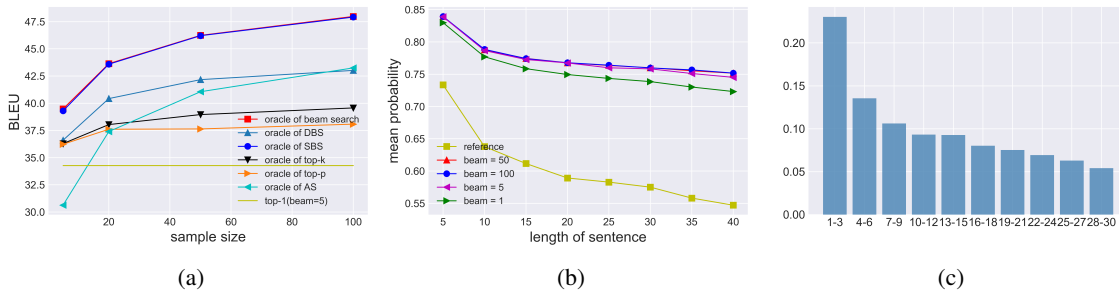 47.5
45.0
42.5
40.0
37.5
35.0
32.5
30.0
BLEU
20
40
60
80
100
sample size
oracle of beam search
oracle of DBS
oracle of SBS
oracle of top-k
oracle of top-p
oracle of AS
top-1(beam=5)
(a)
0.85
0.80
0.75
0.70
0.65
0.60
0.55
mean probability
5 10 15 20 25 30 35 40
length of sentence
reference
beam = 50
beam = 100
beam = 5
beam = 1
(b)
0.20
0.15
0.10
0.05
0.00
1-3 4-6 7-9 10-12 13-15 16-18 19-21 22-24 25-27 28-30
(c)